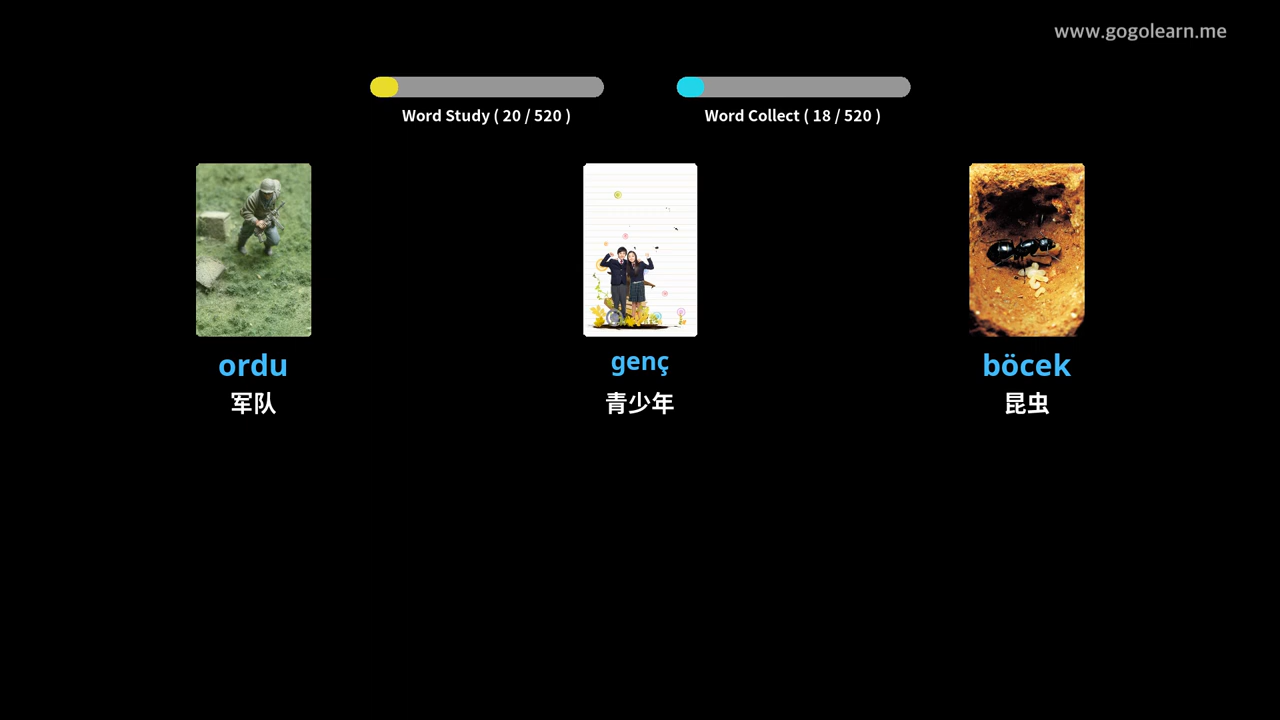 www.gogolearn.me
Word Study ( 20 / 520 )
Word Collect ( 18 / 520 )
ordu
军队
genç
青少年
böcek
昆虫